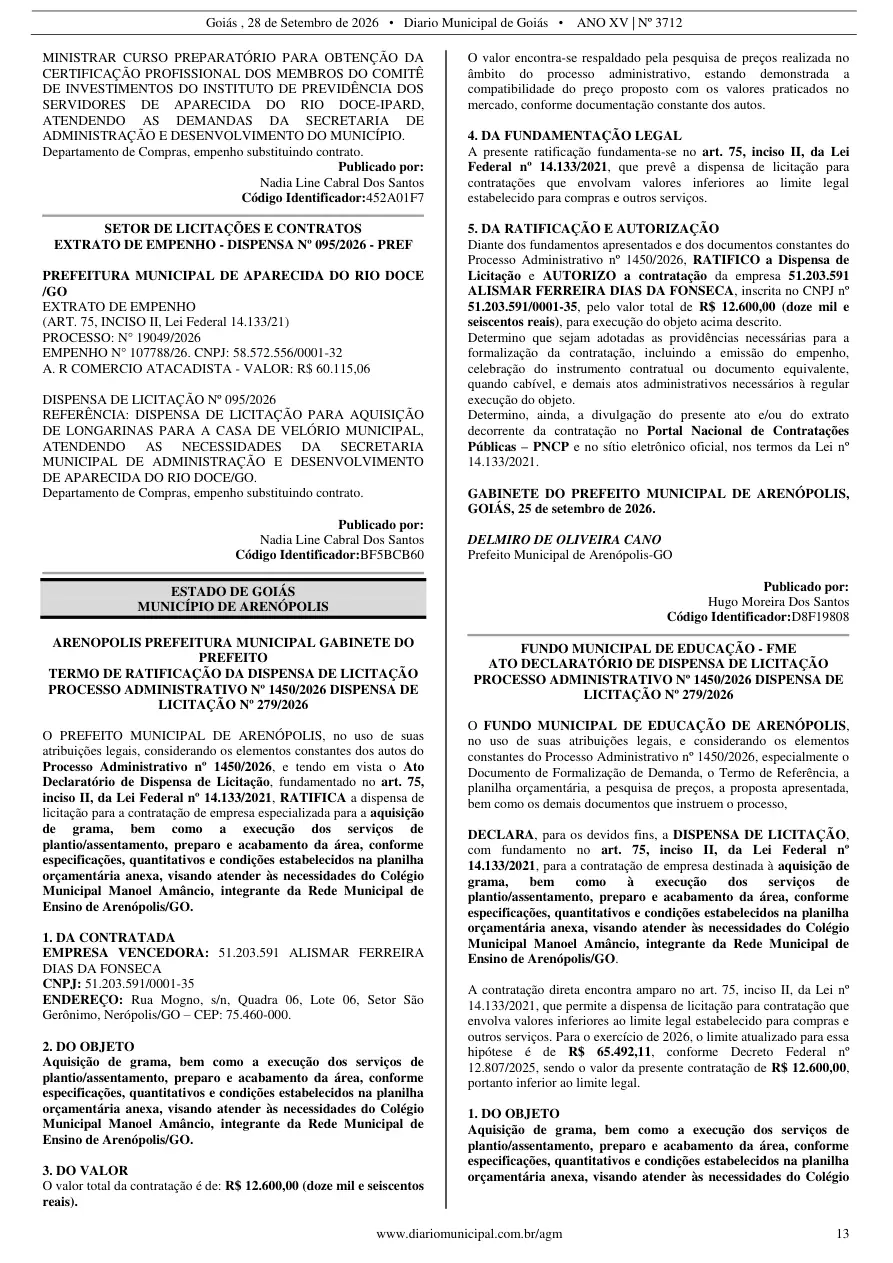 Goiás , 28 de Setembro de 2026 • Diario Municipal de Goiás • ANO XV | Nº 3712
MINISTRAR CURSO PREPARATÓRIO PARA OBTENÇÃO DA
CERTIFICAÇÃO PROFISSIONAL DOS MEMBROS DO COMITÊ
DE INVESTIMENTOS DO INSTITUTO DE PREVIDÊNCIA DOS
SERVIDORES DE APARECIDA DO RIO DOCE-IPARD,
ATENDENDO AS DEMANDAS DA SECRETARIA DE
ADMINISTRAÇÃO E DESENVOLVIMENTO DO MUNICÍPIO.
Departamento de Compras, empenho substituindo contrato.
Publicado por:
Nadia Line Cabral Dos Santos
Código Identificador:452A01F7
SETOR DE LICITAÇÕES E CONTRATOS
EXTRATO DE EMPENHO - DISPENSA Nº 095/2026 - PREF
PREFEITURA MUNICIPAL DE APARECIDA DO RIO DOCE
/GO
EXTRATO DE EMPENHO
(ART. 75, INCISO II, Lei Federal 14.133/21)
PROCESSO: N° 19049/2026
EMPENHO N° 107788/26. CNPJ: 58.572.556/0001-32
A. R COMERCIO ATACADISTA - VALOR: R$ 60.115,06
DISPENSA DE LICITAÇÃO Nº 095/2026
REFERÊNCIA: DISPENSA DE LICITAÇÃO PARA AQUISIÇÃO
DE LONGARINAS PARA A CASA DE VELÓRIO MUNICIPAL,
ATENDENDO AS NECESSIDADES DA SECRETARIA
MUNICIPAL DE ADMINISTRAÇÃO E DESENVOLVIMENTO
DE APARECIDA DO RIO DOCE/GO.
Departamento de Compras, empenho substituindo contrato.
Publicado por:
Nadia Line Cabral Dos Santos
Código Identificador:BF5BCB60
ESTADO DE GOIÁS
MUNICÍPIO DE ARENÓPOLIS
ARENOPOLIS PREFEITURA MUNICIPAL GABINETE DO
PREFEITO
TERMO DE RATIFICAÇÃO DA DISPENSA DE LICITAÇÃO
PROCESSO ADMINISTRATIVO Nº 1450/2026 DISPENSA DE
LICITAÇÃO Nº 279/2026
O PREFEITO MUNICIPAL DE ARENÓPOLIS, no uso de suas
atribuições legais, considerando os elementos constantes dos autos do
Processo Administrativo nº 1450/2026, e tendo em vista o Ato
Declaratório de Dispensa de Licitação, fundamentado no art. 75,
inciso II, da Lei Federal nº 14.133/2021, RATIFICA a dispensa de
licitação para a contratação de empresa especializada para a aquisição
de grama, bem como a execução dos serviços de
plantio/assentamento, preparo e acabamento da área, conforme
especificações, quantitativos e condições estabelecidos na planilha
orçamentária anexa, visando atender às necessidades do Colégio
Municipal Manoel Amâncio, integrante da Rede Municipal de
Ensino de Arenópolis/GO.
1. DA CONTRATADA
EMPRESA VENCEDORA: 51.203.591 ALISMAR FERREIRA
DIAS DA FONSECA
CNPJ: 51.203.591/0001-35
ENDEREÇO: Rua Mogno, s/n, Quadra 06, Lote 06, Setor São
Gerônimo, Nerópolis/GO – CEP: 75.460-000.
2. DO OBJETO
Aquisição de grama, bem como a execução dos serviços de
plantio/assentamento, preparo e acabamento da área, conforme
especificações, quantitativos e condições estabelecidos na planilha
orçamentária anexa, visando atender às necessidades do Colégio
Municipal Manoel Amâncio, integrante da Rede Municipal de
Ensino de Arenópolis/GO.
3. DO VALOR
O valor total da contratação é de: R$ 12.600,00 (doze mil e seiscentos
reais).
O valor encontra-se respaldado pela pesquisa de preços realizada no
âmbito do processo administrativo, estando demonstrada a
compatibilidade do preço proposto com os valores praticados no
mercado, conforme documentação constante dos autos.
4. DA FUNDAMENTAÇÃO LEGAL
A presente ratificação fundamenta-se no art. 75, inciso II, da Lei
Federal nº 14.133/2021, que prevê a dispensa de licitação para
contratações que envolvam valores inferiores ao limite legal
estabelecido para compras e outros serviços.
5. DA RATIFICAÇÃO E AUTORIZAÇÃO
Diante dos fundamentos apresentados e dos documentos constantes do
Processo Administrativo nº 1450/2026, RATIFICO a Dispensa de
Licitação e AUTORIZO a contratação da empresa 51.203.591
ALISMAR FERREIRA DIAS DA FONSECA, inscrita no CNPJ nº
51.203.591/0001-35, pelo valor total de R$ 12.600,00 (doze mil e
seiscentos reais), para execução do objeto acima descrito.
Determino que sejam adotadas as providências necessárias para a
formalização da contratação, incluindo a emissão do empenho,
celebração do instrumento contratual ou documento equivalente,
quando cabível, e demais atos administrativos necessários à regular
execução do objeto.
Determino, ainda, a divulgação do presente ato e/ou do extrato
decorrente da contratação no Portal Nacional de Contratações
Públicas – PNCP e no sítio eletrônico oficial, nos termos da Lei nº
14.133/2021.
GABINETE DO PREFEITO MUNICIPAL DE ARENÓPOLIS,
GOIÁS, 25 de setembro de 2026.
DELMIRO DE OLIVEIRA CANO
Prefeito Municipal de Arenópolis-GO
Publicado por:
Hugo Moreira Dos Santos
Código Identificador:D8F19808
FUNDO MUNICIPAL DE EDUCAÇÃO - FME
ATO DECLARATÓRIO DE DISPENSA DE LICITAÇÃO
PROCESSO ADMINISTRATIVO Nº 1450/2026 DISPENSA DE
LICITAÇÃO Nº 279/2026
O FUNDO MUNICIPAL DE EDUCAÇÃO DE ARENÓPOLIS,
no uso de suas atribuições legais, e considerando os elementos
constantes do Processo Administrativo nº 1450/2026, especialmente o
Documento de Formalização de Demanda, o Termo de Referência, a
planilha orçamentária, a pesquisa de preços, a proposta apresentada,
bem como os demais documentos que instruem o processo,
DECLARA, para os devidos fins, a DISPENSA DE LICITAÇÃO,
com fundamento no art. 75, inciso II, da Lei Federal nº
14.133/2021, para a contratação de empresa destinada à aquisição de
grama, bem como à execução dos serviços de
plantio/assentamento, preparo e acabamento da área, conforme
especificações, quantitativos e condições estabelecidos na planilha
orçamentária anexa, visando atender às necessidades do Colégio
Municipal Manoel Amâncio, integrante da Rede Municipal de
Ensino de Arenópolis/GO.
A contratação direta encontra amparo no art. 75, inciso II, da Lei nº
14.133/2021, que permite a dispensa de licitação para contratação que
envolva valores inferiores ao limite legal estabelecido para compras e
outros serviços. Para o exercício de 2026, o limite atualizado para essa
hipótese é de R$ 65.492,11, conforme Decreto Federal nº
12.807/2025, sendo o valor da presente contratação de R$ 12.600,00,
portanto inferior ao limite legal.
1. DO OBJETO
Aquisição de grama, bem como a execução dos serviços de
plantio/assentamento, preparo e acabamento da área, conforme
especificações, quantitativos e condições estabelecidos na planilha
orçamentária anexa, visando atender às necessidades do Colégio
www.diariomunicipal.com.br/agm
13